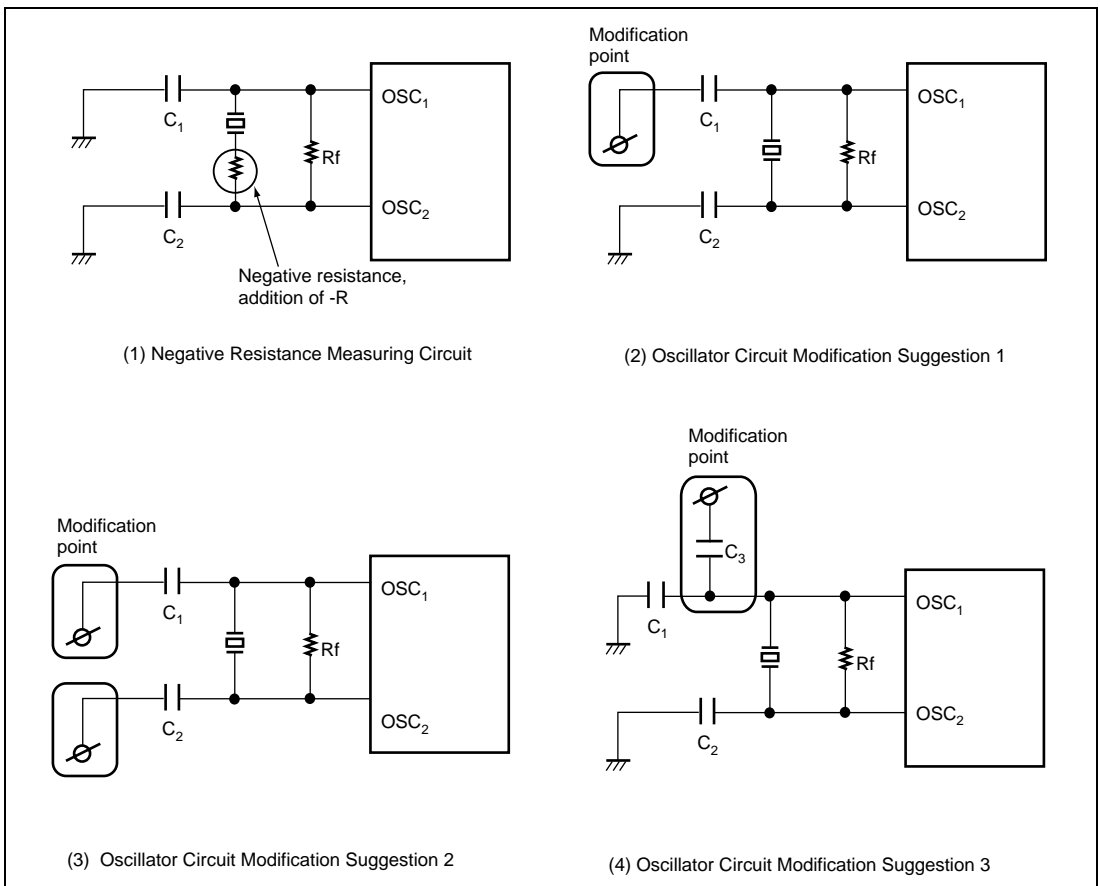 OSC1
C1
Rf
OSC2
C2
Negative resistance,
addition of -R
(1) Negative Resistance Measuring Circuit
Modification
point
OSC1
C1
Rf
OSC2
C2
(2) Oscillator Circuit Modification Suggestion 1
Modification
point
OSC1
C1
Rf
OSC2
C2
(3) Oscillator Circuit Modification Suggestion 2
Modification
point
C3
OSC1
C1
Rf
OSC2
C2
(4) Oscillator Circuit Modification Suggestion 3